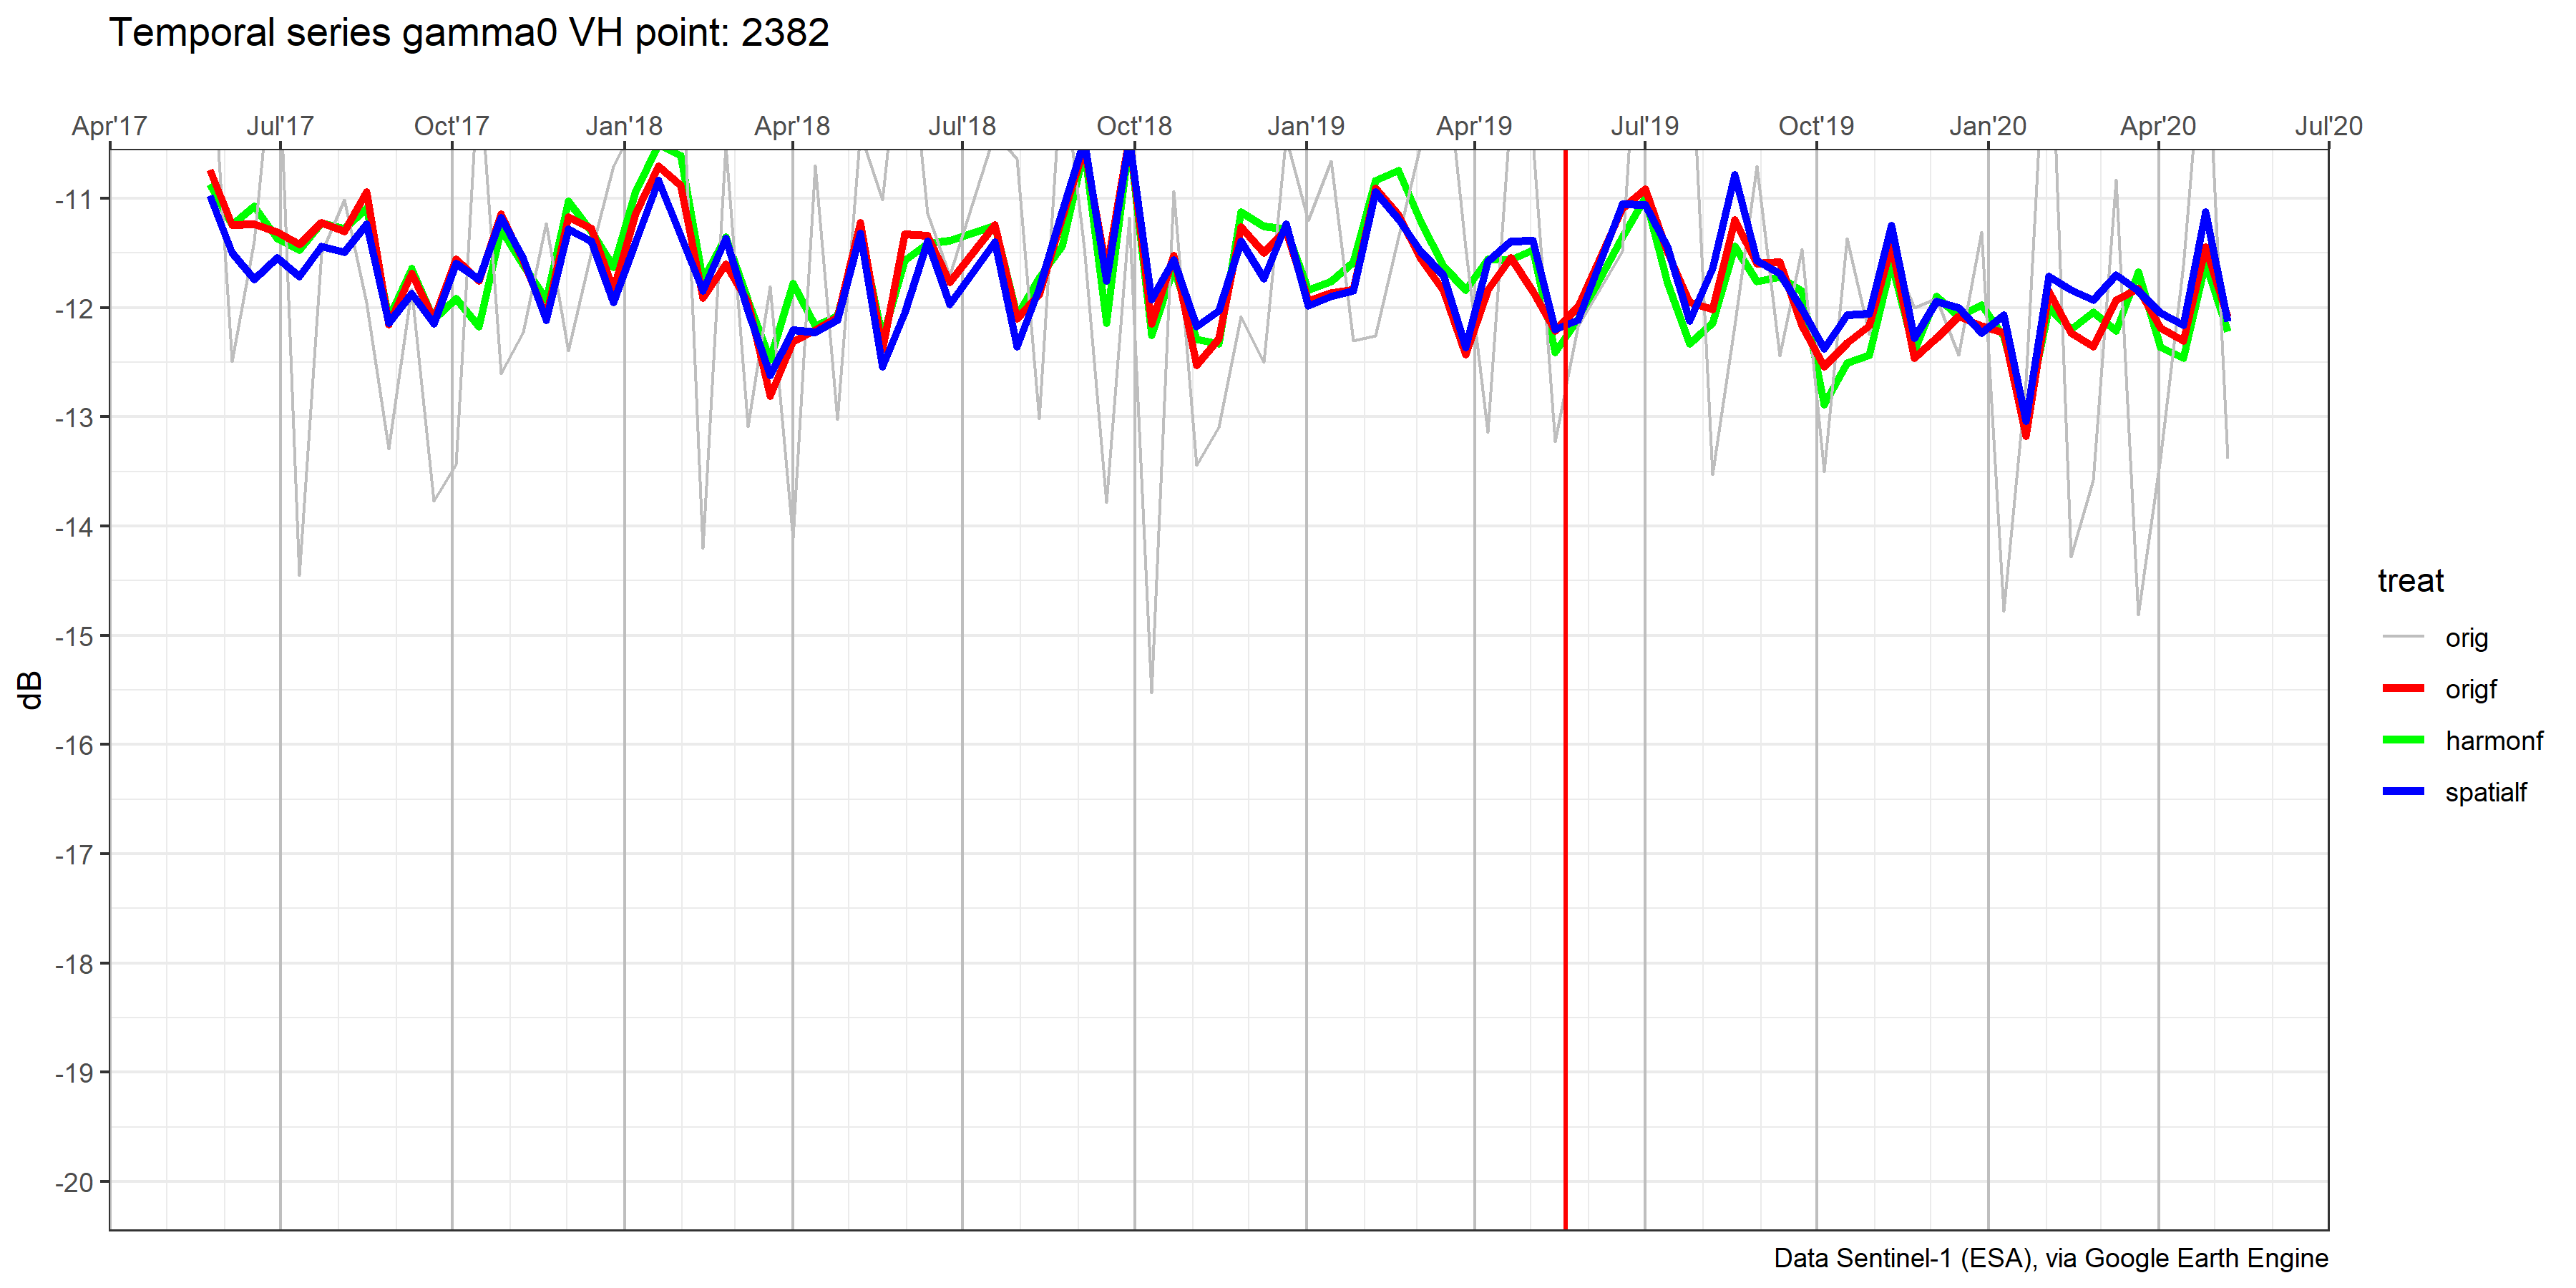 Temporal series gamma0 VH point: 2382
Apr'17 Jul'17 Oct'17 Jan'18 Apr'18 Jul'18 Oct'18 Jan'19 Apr'19 Jul'19 Oct'19 Jan'20 Apr'20 Jul'20
-11
-12
-13
-14
-15
-16
-17
-18
-19
-20
dB
treat
orig
origf
harmonf
spatialf
Data Sentinel-1 (ESA), via Google Earth Engine